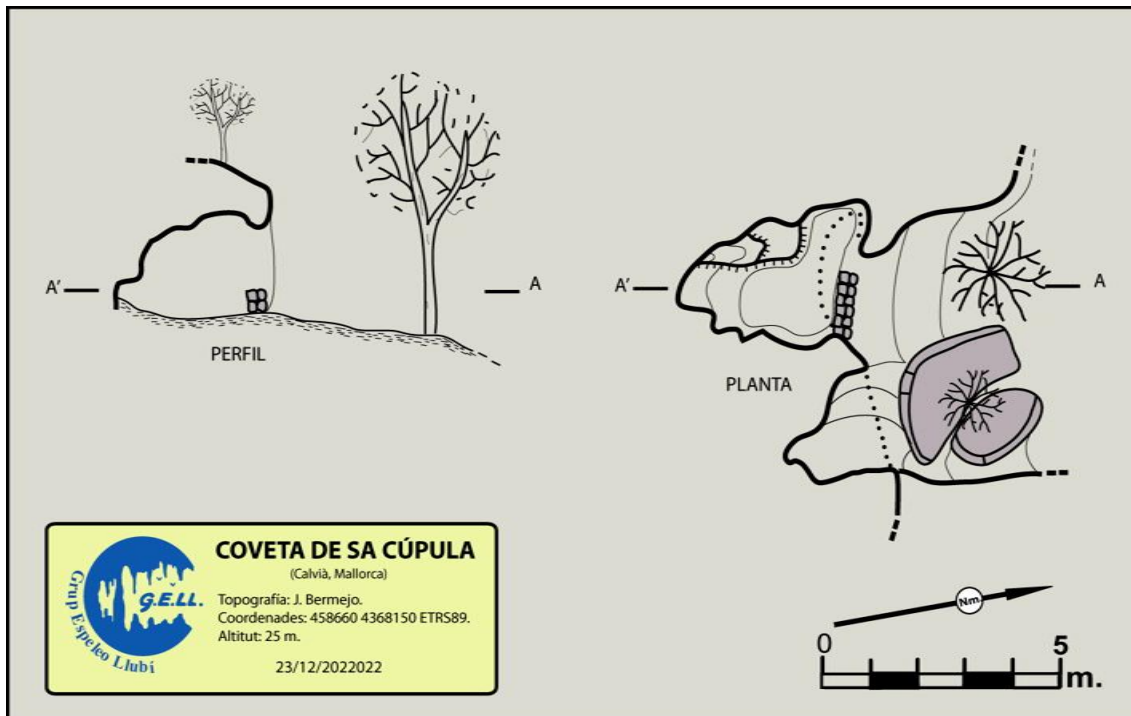 A'
A
PERFIL
A'
A
PLANTA
Grup Espeleo Llubí
G.E.LL.
COVETA DE SA CÚPULA
(Calvià, Mallorca)
Topografía: J. Bermejo.
Coordenades: 458660 4368150 ETRS89.
Altitut: 25 m.
23/12/2022022
Nm.
0 5
m.